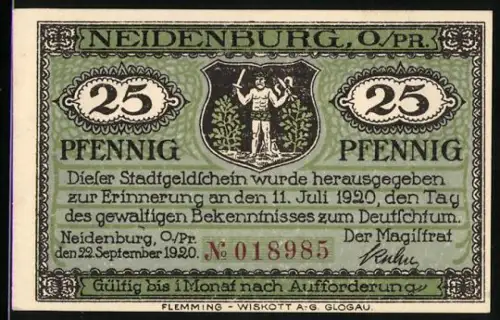 NEIDENBURG, O/PR.
25 25
PFENNIG PFENNIG
Dieser Stadtgeldschein wurde herausgegeben
zur Erinnerung an den 11. Juli 1920, den Tag
des gewaltigen Bekenntnisses zum Deutschtum.
Neidenburg, O/Pr. Der Magistrat
den 22. September 1920. № 018985
Gültig bis 1 Monat nach Aufforderung
FLEMMING - WISKOTT A.-G. GLOGAU.